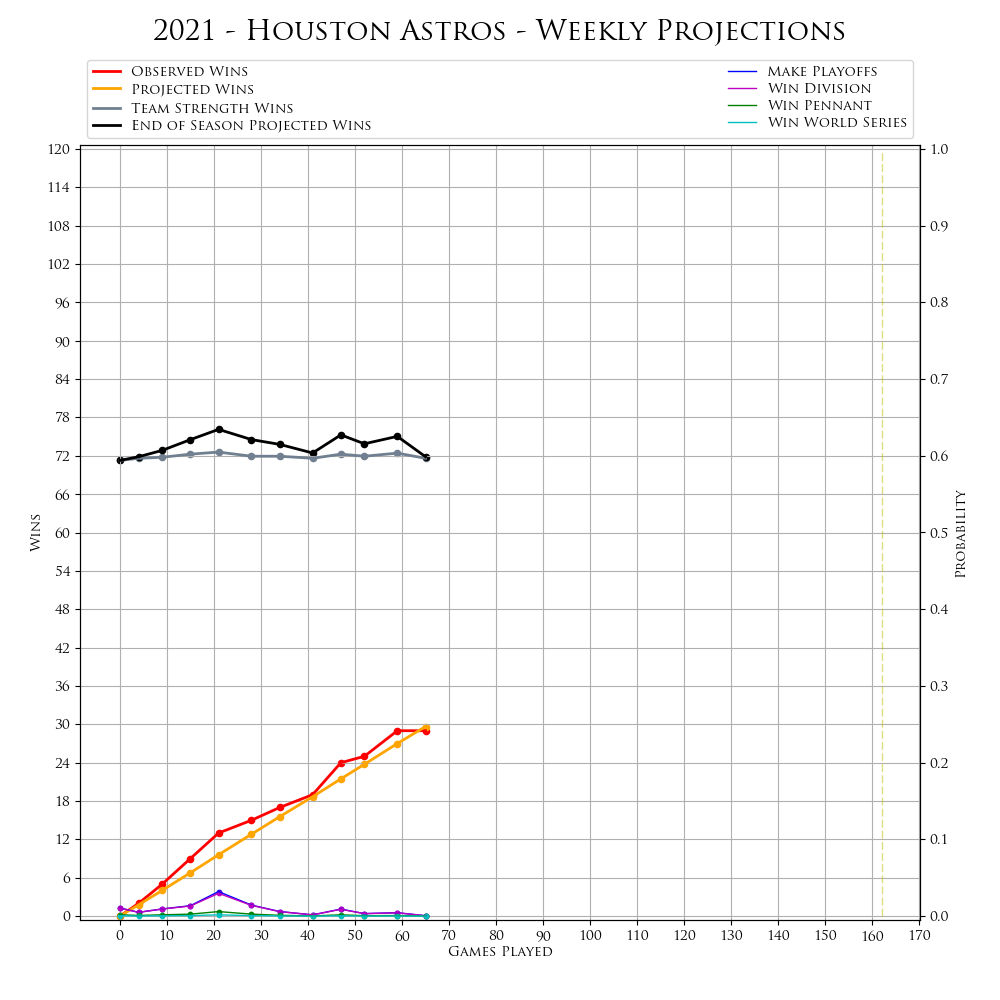 2021 - Houston Astros - Weekly Projections
Observed Wins
Projected Wins
Team Strength Wins
End of Season Projected Wins
Make Playoffs
Win Division
Win Pennant
Win World Series
120
114
108
102
96
90
84
78
72
66
60
54
48
42
36
30
24
18
12
6
0
Wins
1.0
0.9
0.8
0.7
0.6
0.5
0.4
0.3
0.2
0.1
0.0
Probability
0 10 20 30 40 50 60 70 80 90 100 110 120 130 140 150 160 170
Games Played